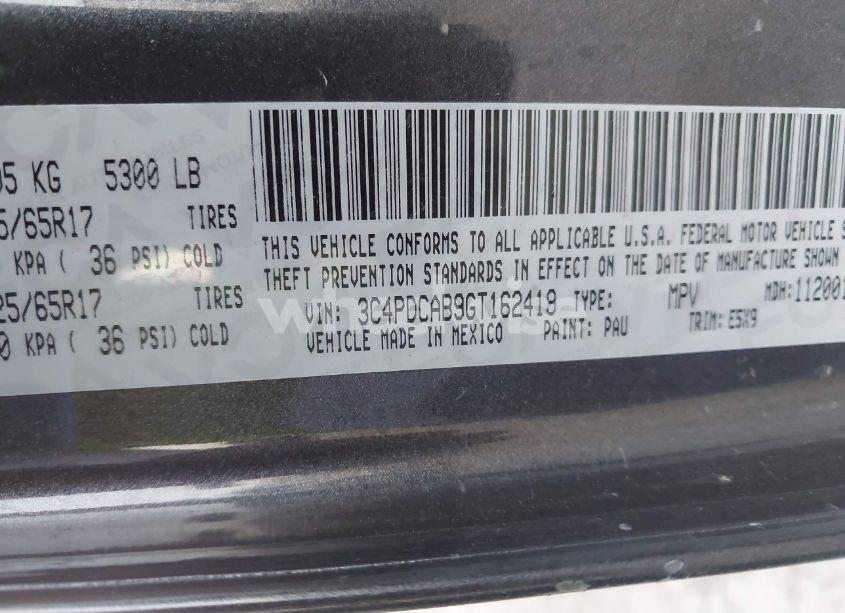 05 KG 5300 LB
5/65R17 TIRES
KPA ( 36 PSI) COLD
25/65R17 TIRES
0 KPA ( 36 PSI) COLD
THIS VEHICLE CONFORMS TO ALL APPLICABLE U.S.A. FEDERAL MOTOR VEHICLE S
THEFT PREVENTION STANDARDS IN EFFECT ON THE DATE OF MANUFACTURE SHOWN
VIN: 3C4PDCAB9GT162419 TYPE: MPV MDH:112001
VEHICLE MADE IN MEXICO PAINT: PAU TRIM: E5X9